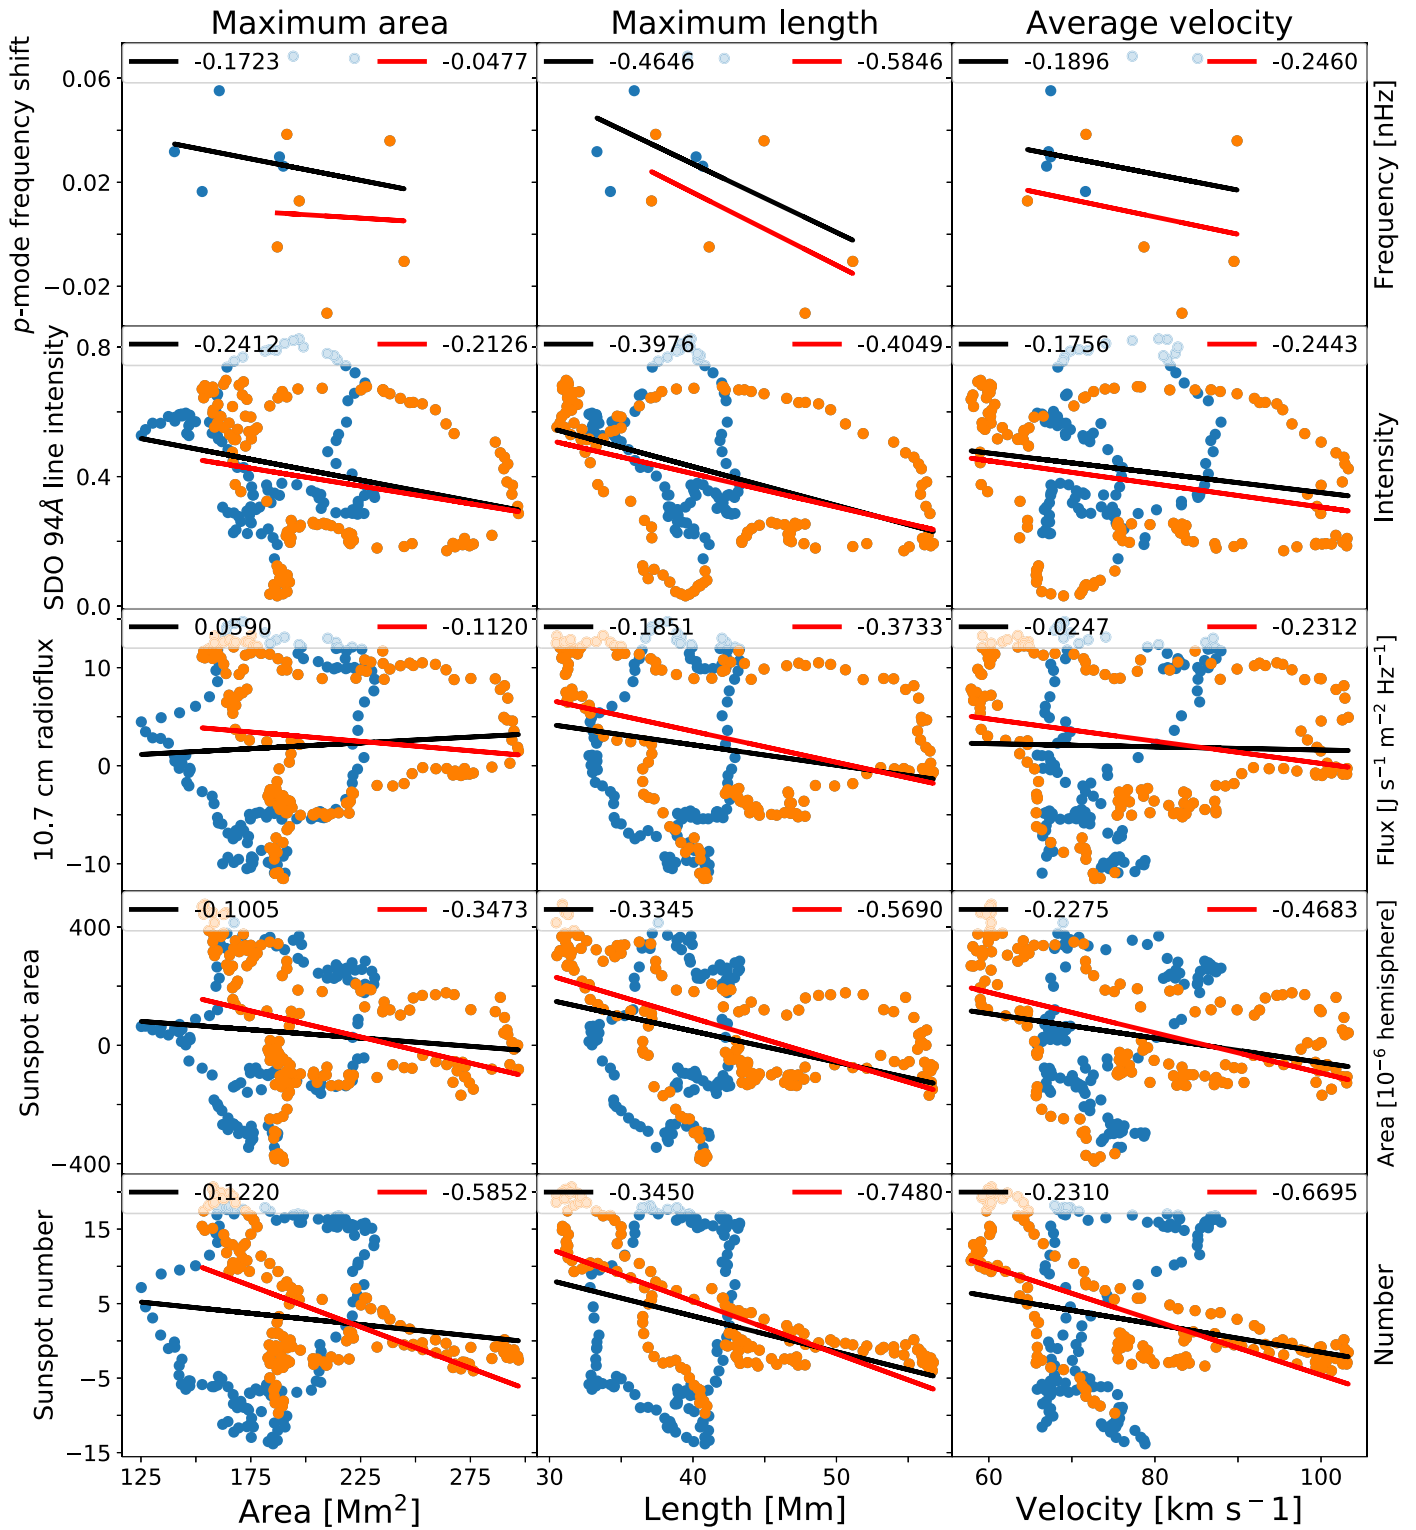 Maximum area
Maximum length
Average velocity
p-mode frequency shift
0.06
0.02
−0.02
-0.1723
-0.0477
-0.4646
-0.5846
-0.1896
-0.2460
Frequency [nHz]
SDO 94Å line intensity
0.8
0.4
0.0
-0.2412
-0.2126
-0.3976
-0.4049
-0.1756
-0.2443
Intensity
10.7 cm radioflux
10
0
−10
0.0590
-0.1120
-0.1851
-0.3733
-0.0247
-0.2312
Flux [J s⁻¹ m⁻² Hz⁻¹]
Sunspot area
400
0
−400
-0.1005
-0.3473
-0.3345
-0.5690
-0.2275
-0.4683
Area [10⁻⁶ hemisphere]
Sunspot number
15
5
−5
−15
-0.1220
-0.5852
-0.3450
-0.7480
-0.2310
-0.6695
Number
125 175 225 275
30 40 50
60 80 100
Area [Mm²]
Length [Mm]
Velocity [km s⁻1]